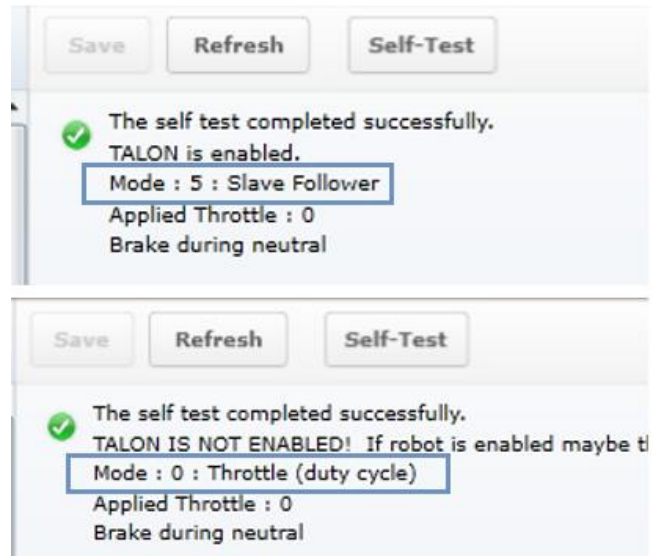 Save Refresh Self-Test
The self test completed successfully.
TALON is enabled.
Mode : 5 : Slave Follower
Applied Throttle : 0
Brake during neutral
Save Refresh Self-Test
The self test completed successfully.
TALON IS NOT ENABLED! If robot is enabled maybe
Mode : 0 : Throttle (duty cycle)
Applied Throttle : 0
Brake during neutral